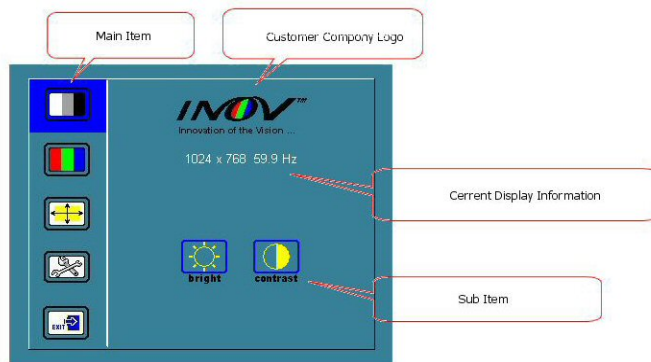 Main Item
Customer Company Logo
INOV™
Innovation of the Vision ...
1024 x 768 59.9 Hz
Cerrent Display Information
bright contrast
Sub Item
EXIT